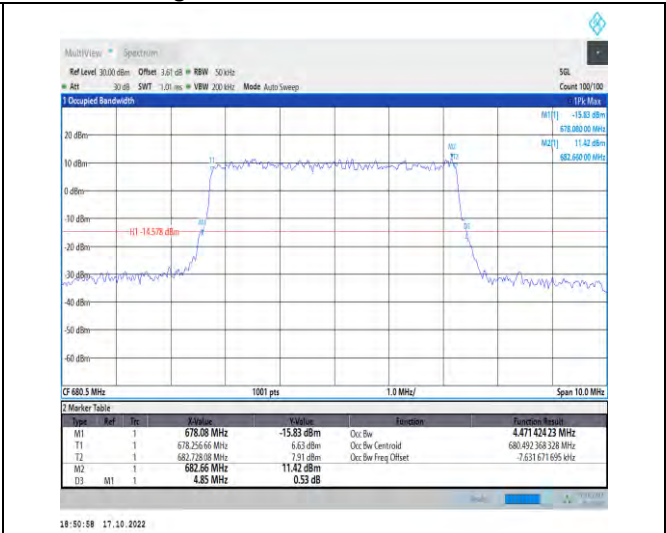 MultiView Spectrum
Ref Level 30.00 dBm Offset 3.61 dB RBW 50 kHz SGL
Att 30 dB SWT 1.01 ms VBW 200 kHz Mode Auto Sweep Count 100/100
1 Occupied Bandwidth 1Pk Max
M1[1] -15.83 dBm
678.080 00 MHz
20 dBm M2[1] 11.42 dBm
682.660 00 MHz
M2
10 dBm T1 T2
0 dBm
-10 dBm
H1 -14.578 dBm
-20 dBm
-30 dBm
-40 dBm
-50 dBm
-60 dBm
CF 680.5 MHz 1001 pts 1.0 MHz/ Span 10.0 MHz
2 Marker Table
Type Ref Trc X-Value Y-Value Function Function Result
M1 1 678.08 MHz -15.83 dBm Occ Bw 4.471 424 23 MHz
T1 1 678.256 66 MHz 6.63 dBm Occ Bw Centroid 680.492 368 328 MHz
T2 1 682.728 08 MHz 7.91 dBm Occ Bw Freq Offset -7.631 671 695 kHz
M2 1 682.66 MHz 11.42 dBm
D3 M1 1 4.85 MHz 0.53 dB
18:50:58 17.10.2022